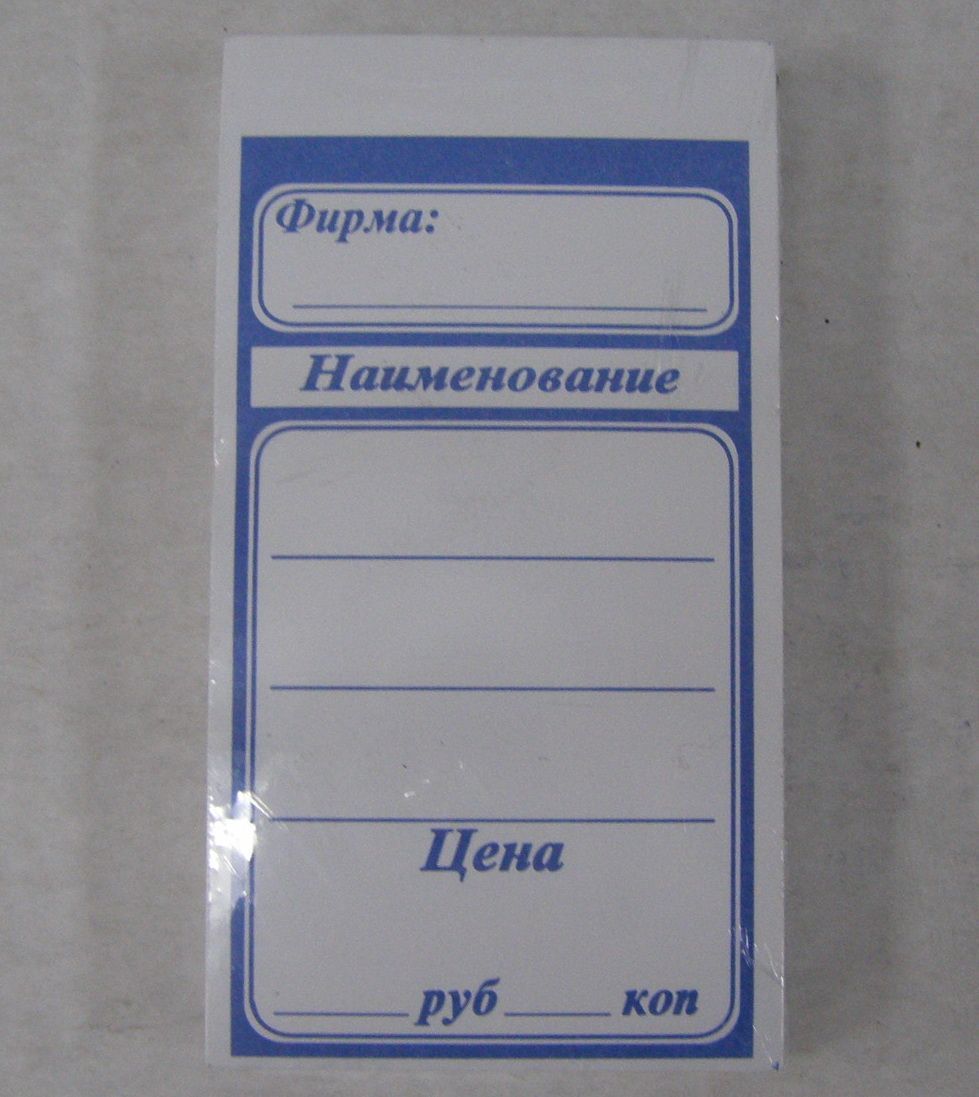 Фирма:
Наименование
Цена
руб коп